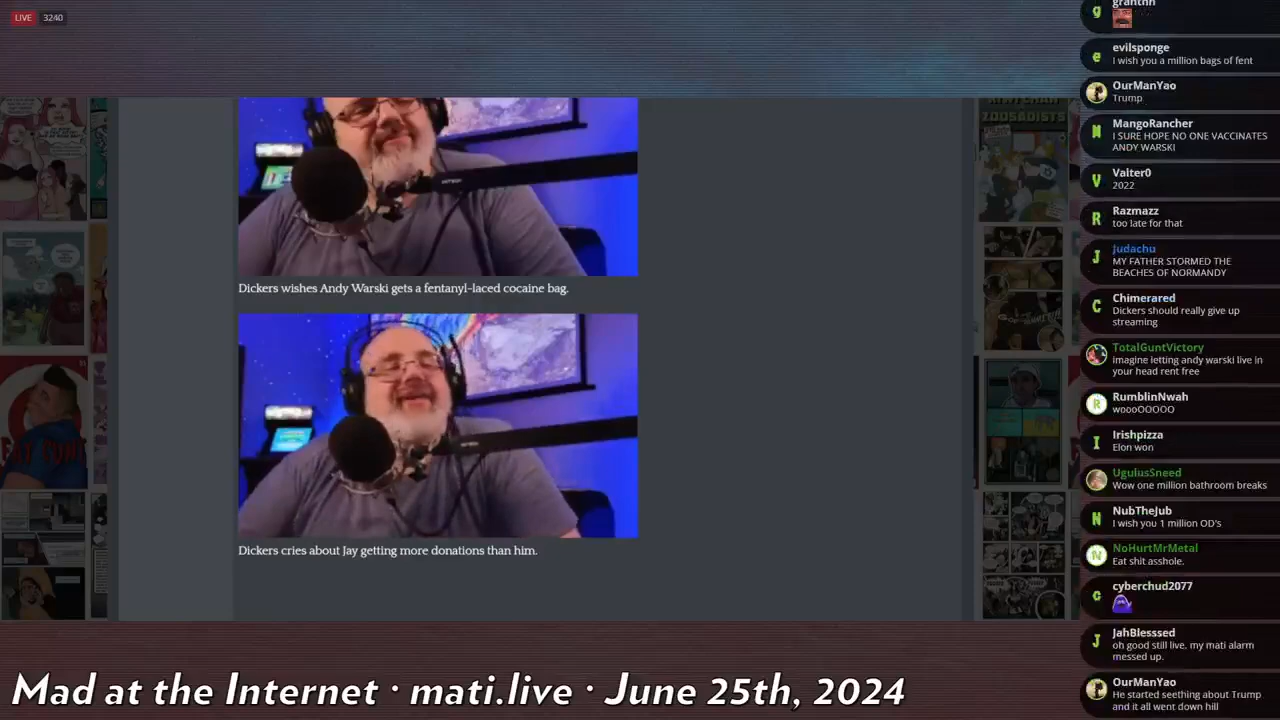 LIVE 3240
granthh
evilsponge
I wish you a million bags of fent
OurManYao
Trump
MangoRancher
I SURE HOPE NO ONE VACCINATES
ANDY WARSKI
Valter0
2022
Razmazz
too late for that
Judachu
MY FATHER STORMED THE
BEACHES OF NORMANDY
Chimerared
Dickers should really give up
streaming
TotalGuntVictory
imagine letting andy warski live in
your head rent free
RumblinNwah
woooOOOOO
Irishpizza
Elon won
UgulusSneed
Wow one million bathroom breaks
NubTheJub
I wish you 1 million OD's
NoHurtMrMetal
Eat shit asshole.
cyberchud2077
JahBlesssed
oh good still live, my mati alarm
messed up.
OurManYao
He started seething about Trump
and it all went down hill
ZOOSADISTS
Dickers wishes Andy Warski gets a fentanyl-laced cocaine bag.
Dickers cries about Jay getting more donations than him.
Mad at the Internet · mati.live · June 25th, 2024